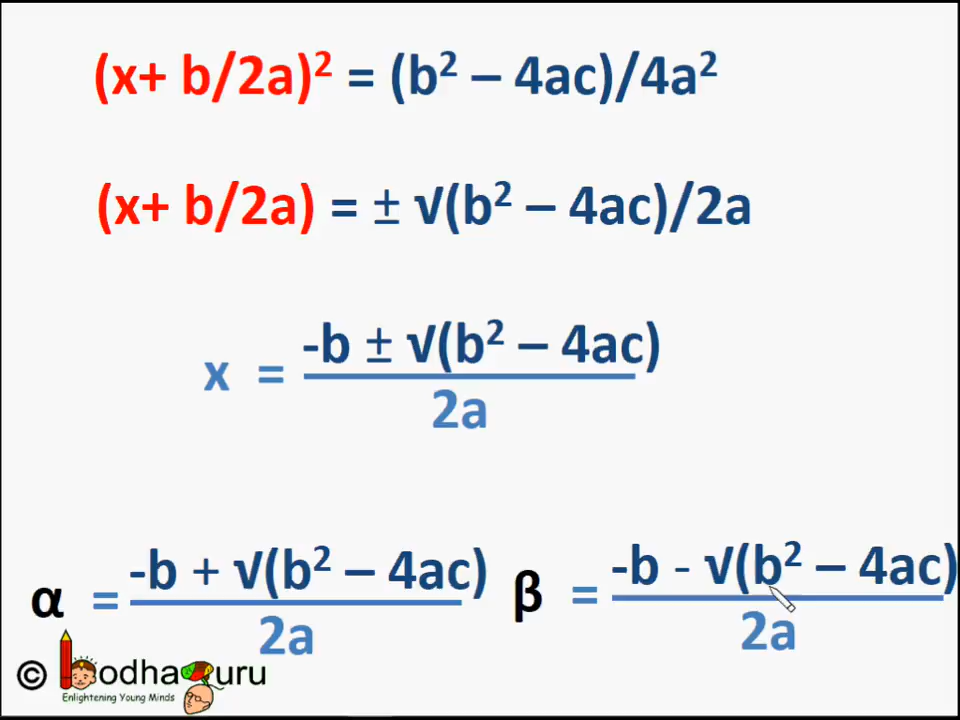 (x+ b/2a)² = (b² – 4ac)/4a²
(x+ b/2a) = ± √(b² – 4ac)/2a
x = -b ± √(b² – 4ac)
2a
α = -b + √(b² – 4ac)
2a
β = -b - √(b² – 4ac)
2a
© bodhaguru
Enlightening Young Minds